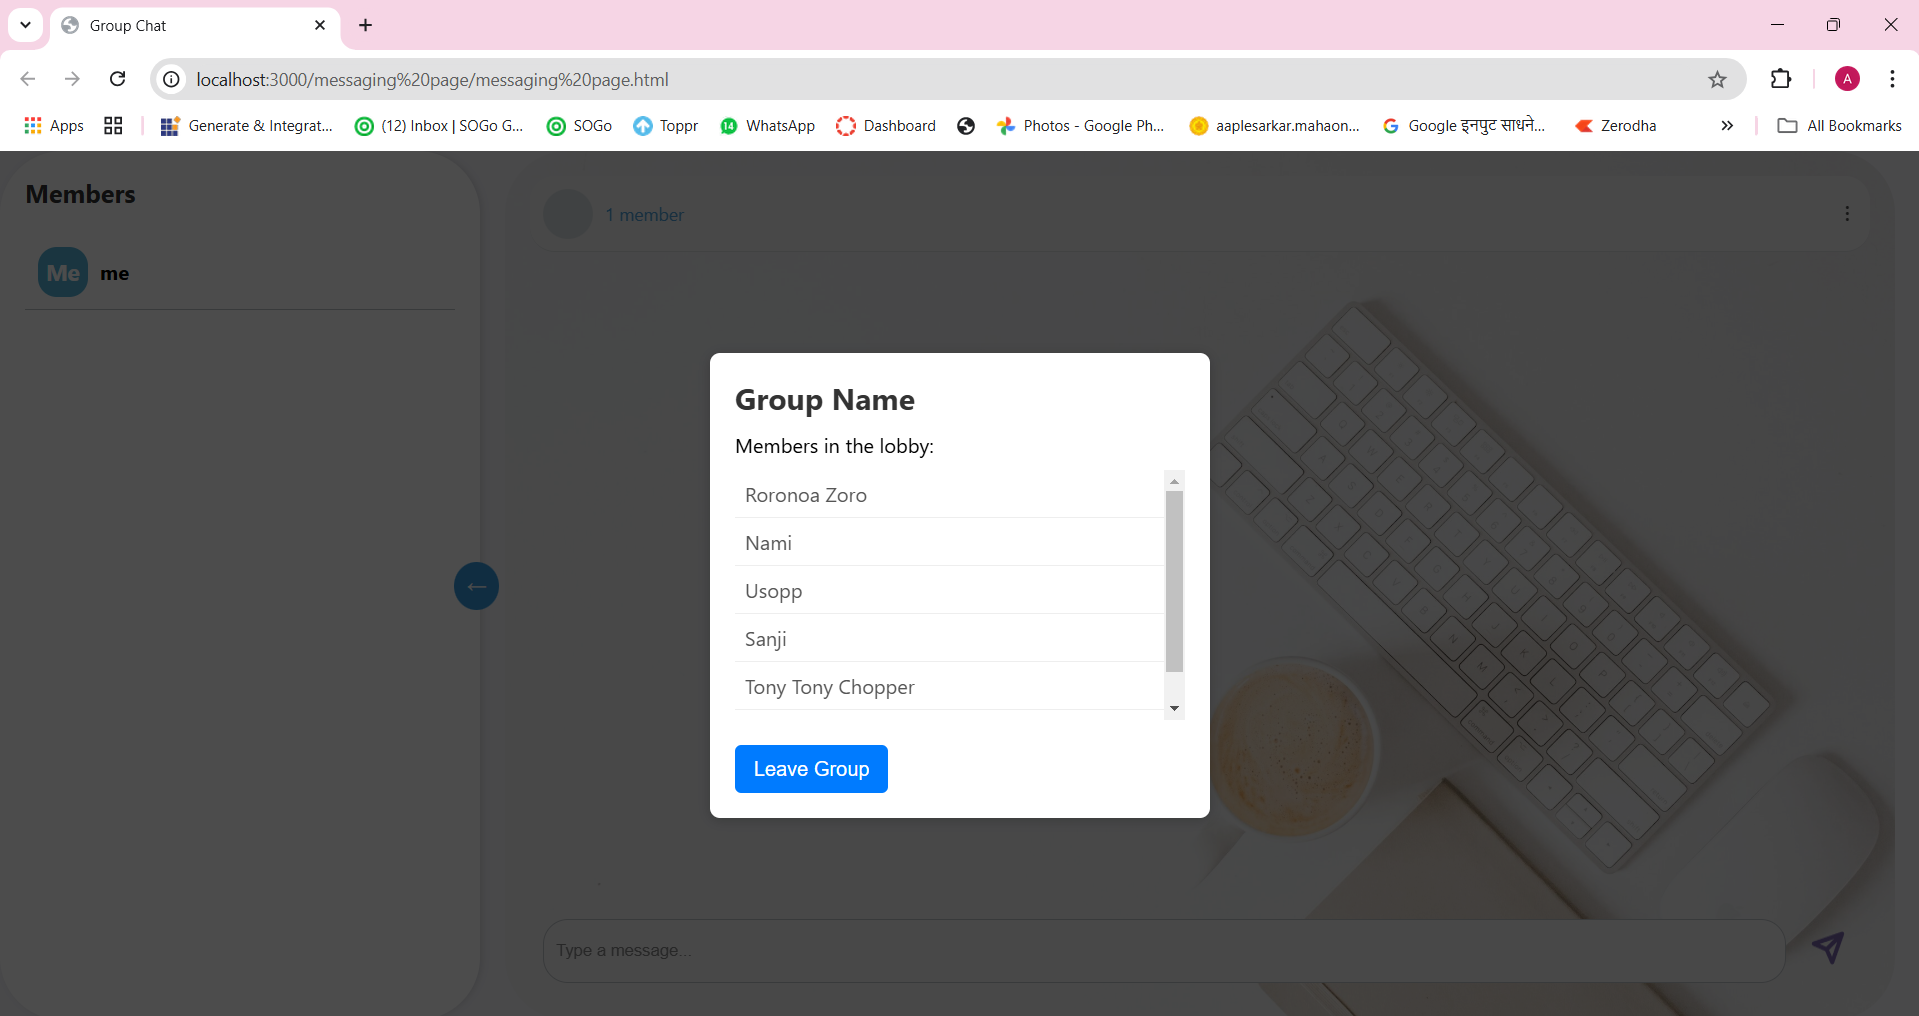 Group Chat
localhost:3000/messaging%20page/messaging%20page.html
A
Apps
Generate & Integrat...
(12) Inbox | SOGo G...
SOGo
Toppr
14
WhatsApp
Dashboard
Photos - Google Ph...
aaplesarkar.mahaon...
Google इनपुट साधने...
Zerodha
All Bookmarks
Members
Me
me
1 member
Group Name
Members in the lobby:
Roronoa Zoro
Nami
Usopp
Sanji
Tony Tony Chopper
Leave Group
Type a message...